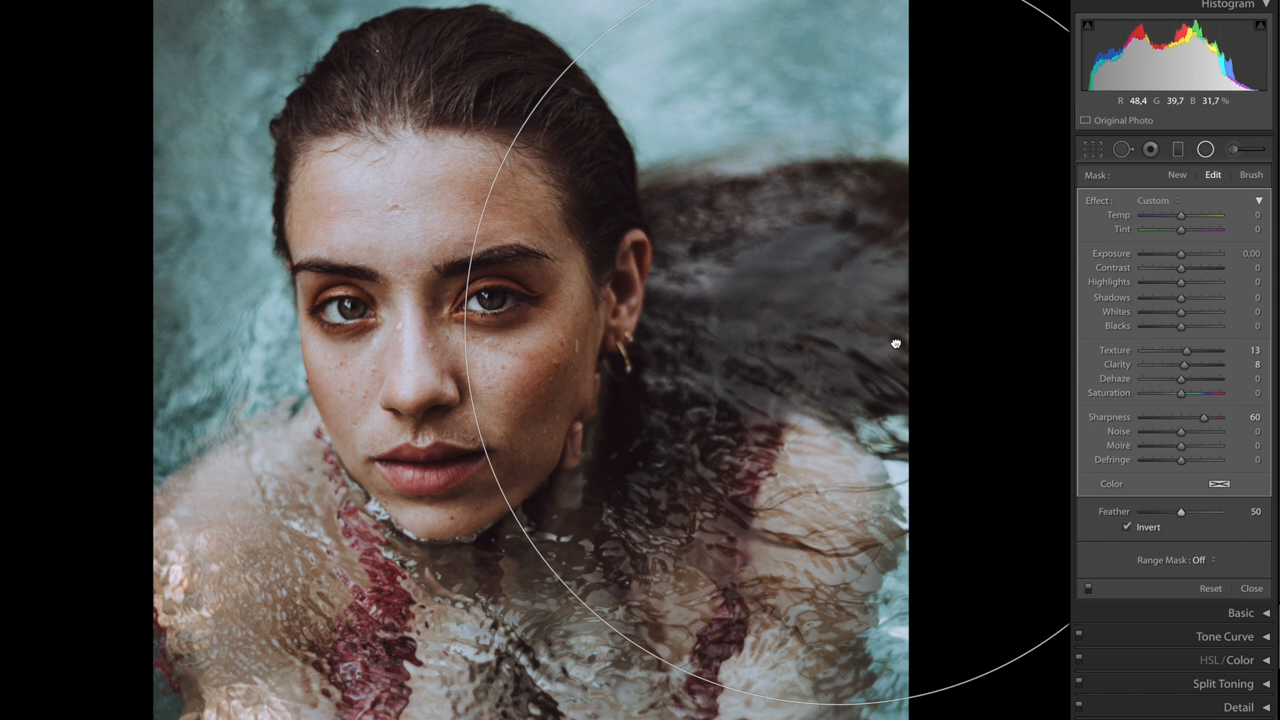 Histogram
R 48,4 G 39,7 B 31,7 %
Original Photo
Mask : New Edit Brush
Effect : Custom
Temp 0
Tint 0
Exposure 0,00
Contrast 0
Highlights 0
Shadows 0
Whites 0
Blacks 0
Texture 13
Clarity 8
Dehaze 0
Saturation 0
Sharpness 60
Noise 0
Moiré 0
Defringe 0
Color
Feather 50
Invert
Range Mask : Off
Reset Close
Basic
Tone Curve
HSL / Color
Split Toning
Detail